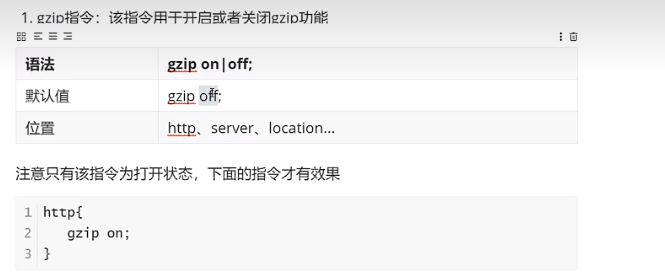 1. gzip指令：该指令用于开启或者关闭gzip功能
语法 gzip on|off;
默认值 gzip off;
位置 http、server、location...
注意只有该指令为打开状态，下面的指令才有效果
1 http{
2 gzip on;
3 }